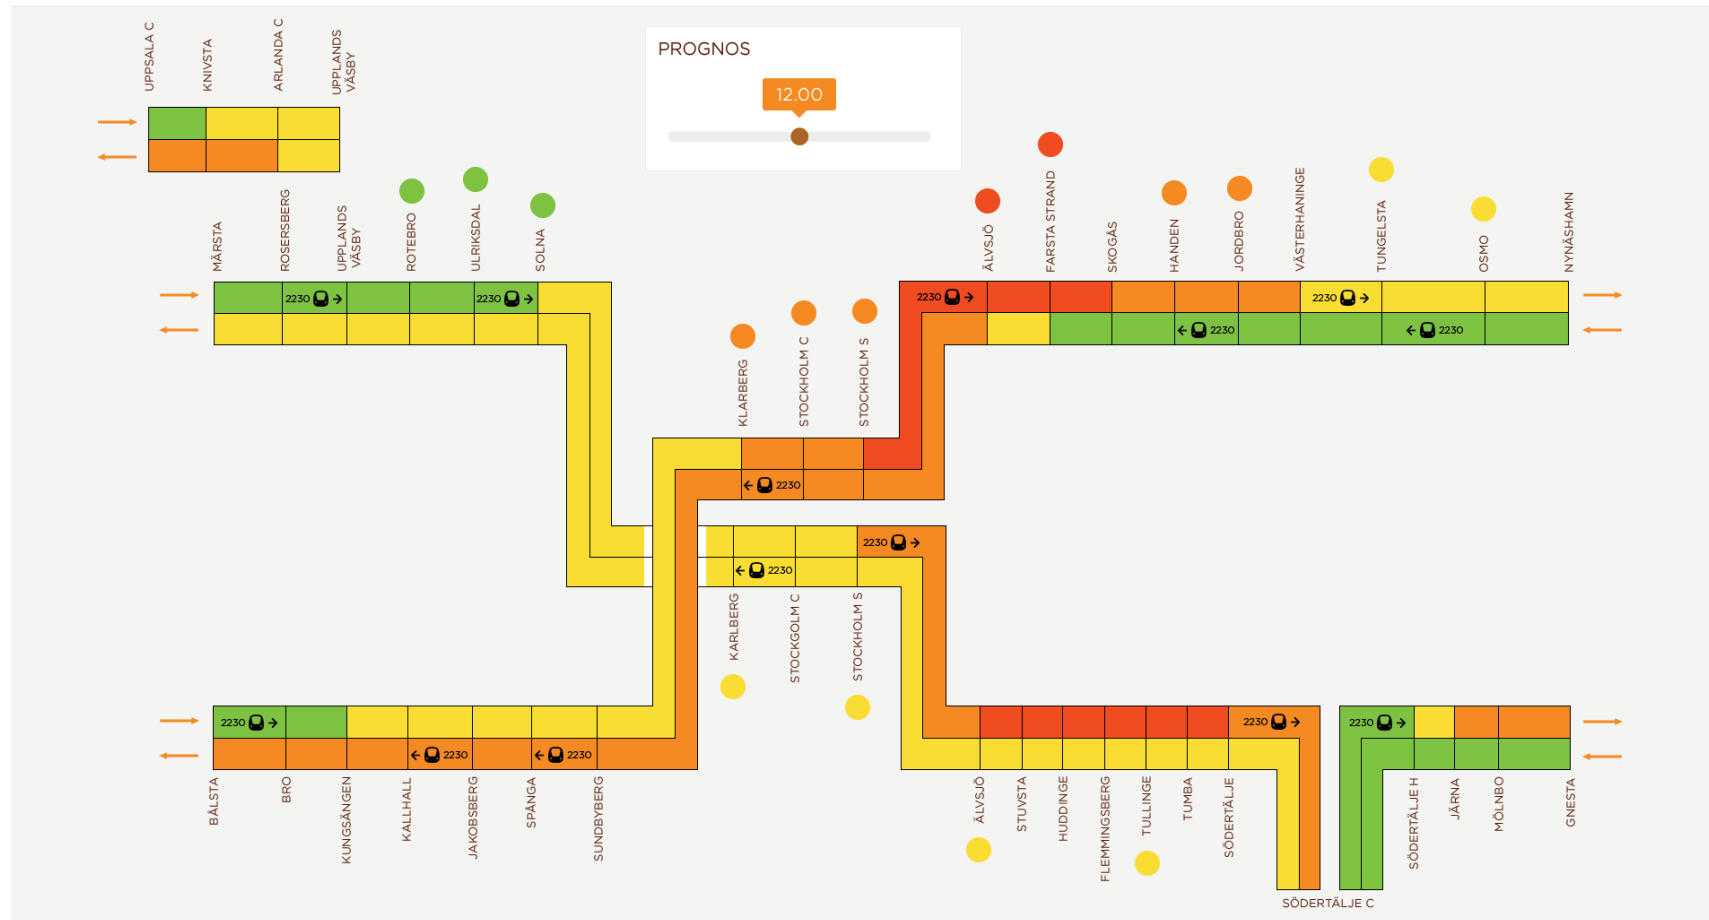 UPPSALA C
KNIVSTA
ARLANDA C
UPPLANDS
VÄSBY
PROGNOS
12.00
MÄRSTA
ROSERSBERG
UPPLANDS
VÄSBY
ROTEBRO
ULRIKSDAL
SOLNA
ÄLVSJÖ
FARSTA STRAND
SKOGÅS
HANDEN
JORDBRO
VÄSTERHANINGE
TUNGELSTA
OSMO
NYNÄSHAMN
2230
2230
2230
2230
2230
2230
KLARBERG
STOCKHOLM C
STOCKHOLM S
2230
2230
2230
KARLBERG
STOCKGOLM C
STOCKHOLM S
2230
2230
2230
2230
2230
BÅLSTA
BRO
KUNGSÄNGEN
KALLHALL
JAKOBSBERG
SPÅNGA
SUNDBYBERG
ÄLVSJÖ
STUVSTA
HUDDINGE
FLEMMINGSBERG
TULLINGE
TUMBA
SÖDERTÄLJE
SÖDERTÄLJE H
JÄRNA
MÖLNBO
GNESTA
SÖDERTÄLJE C